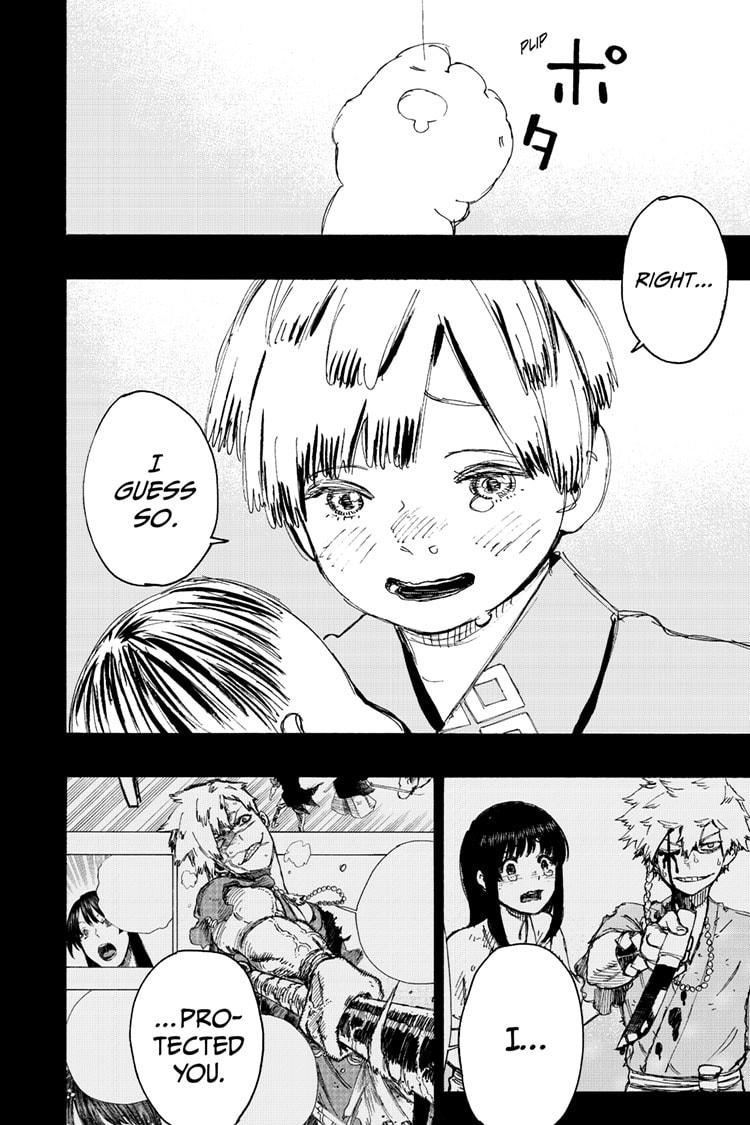 PLIP
ポタ
RIGHT...
I
GUESS
SO.
I...
...PRO-
TECTED
YOU.